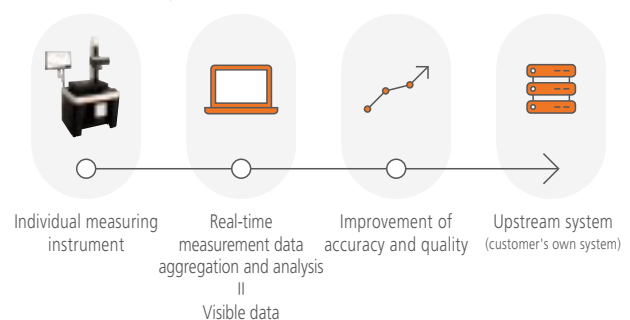 Individual measuring
instrument
Real-time
measurement data
aggregation and analysis
=
Visible data
Improvement of
accuracy and quality
Upstream system
(customer's own system)